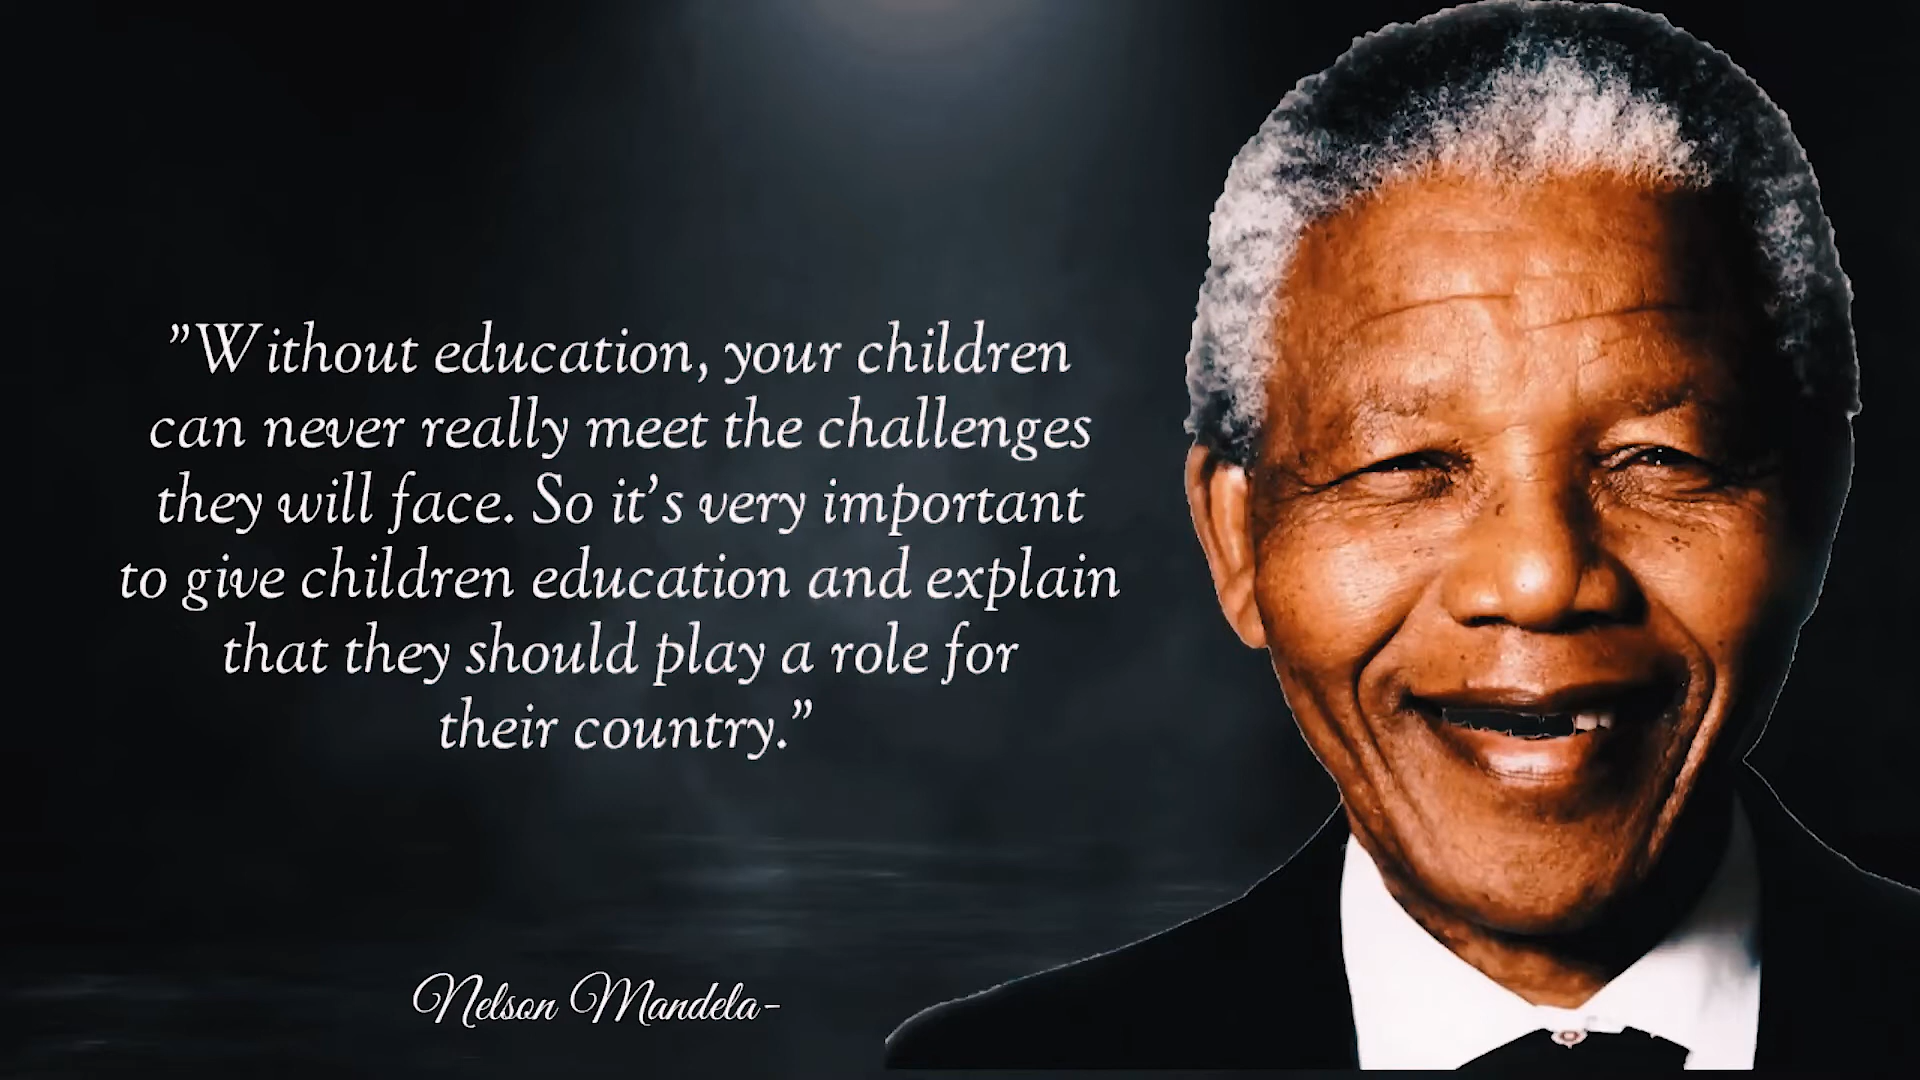 ”Without education, your children
can never really meet the challenges
they will face. So it’s very important
to give children education and explain
that they should play a role for
their country.”
Nelson Mandela-